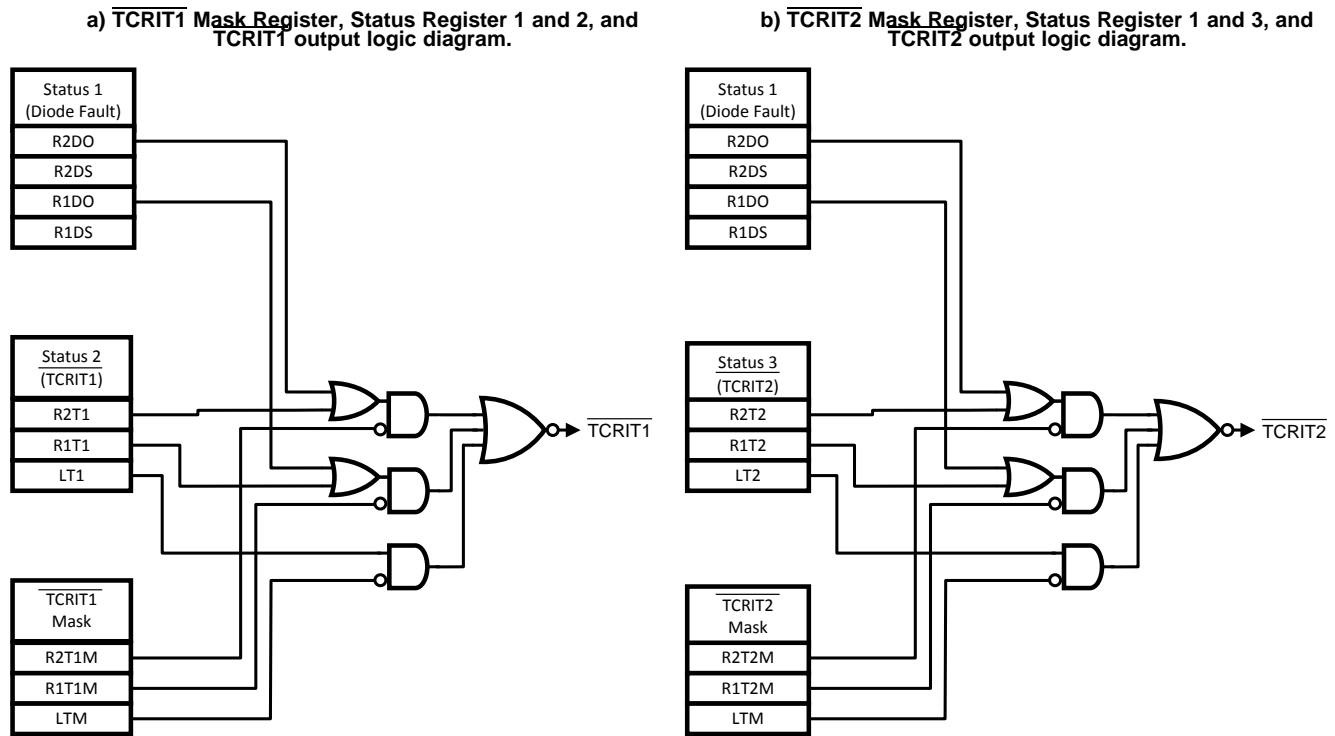 a) TCRIT1 Mask Register, Status Register 1 and 2, and
TCRIT1 output logic diagram.
Status 1
(Diode Fault)
R2DO
R2DS
R1DO
R1DS
Status 2
(TCRIT1)
R2T1
R1T1
LT1
TCRIT1
Mask
R2T1M
R1T1M
LTM
TCRIT1
b) TCRIT2 Mask Register, Status Register 1 and 3, and
TCRIT2 output logic diagram.
Status 1
(Diode Fault)
R2DO
R2DS
R1DO
R1DS
Status 3
(TCRIT2)
R2T2
R1T2
LT2
TCRIT2
Mask
R2T2M
R1T2M
LTM
TCRIT2